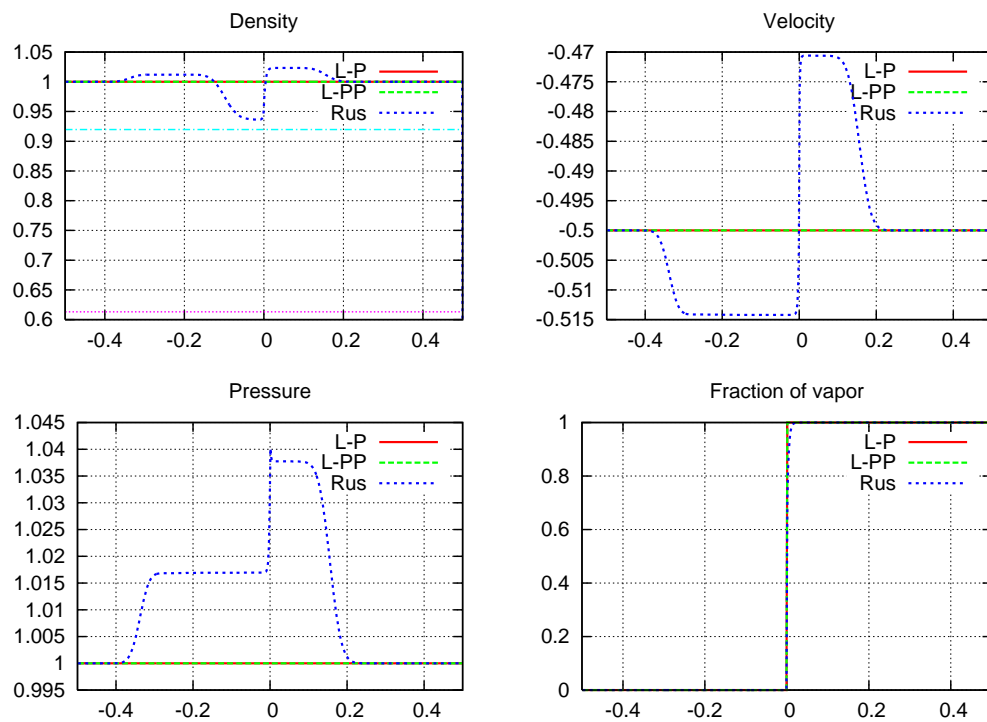 Density
1.05
1
0.95
0.9
0.85
0.8
0.75
0.7
0.65
0.6
-0.4 -0.2 0 0.2 0.4
L-P
L-PP
Rus
Velocity
-0.47
-0.475
-0.48
-0.485
-0.49
-0.495
-0.5
-0.505
-0.51
-0.515
-0.4 -0.2 0 0.2 0.4
L-P
L-PP
Rus
Pressure
1.045
1.04
1.035
1.03
1.025
1.02
1.015
1.01
1.005
1
0.995
-0.4 -0.2 0 0.2 0.4
L-P
L-PP
Rus
Fraction of vapor
1
0.8
0.6
0.4
0.2
0
-0.4 -0.2 0 0.2 0.4
L-P
L-PP
Rus